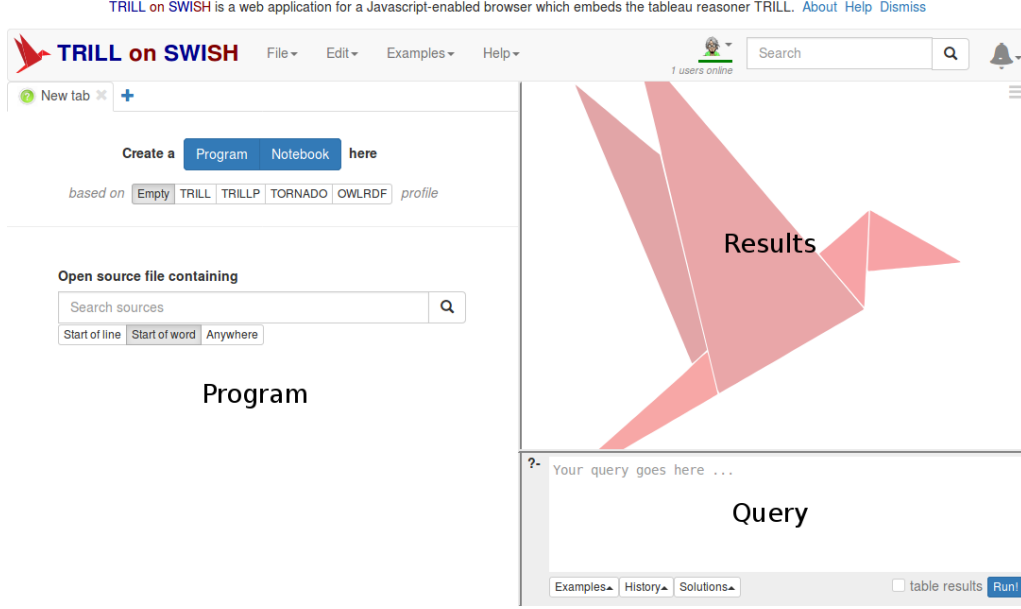 TRILL on SWISH is a web application for a Javascript-enabled browser which embeds the tableau reasoner TRILL. About Help Dismiss
TRILL on SWISH File Edit Examples Help 1 users online Search
New tab
Create a Program Notebook here
based on Empty TRILL TRILLP TORNADO OWLRDF profile
Results
Open source file containing
Search sources
Start of line Start of word Anywhere
Program
?- Your query goes here ...
Query
Examples History Solutions table results Run!